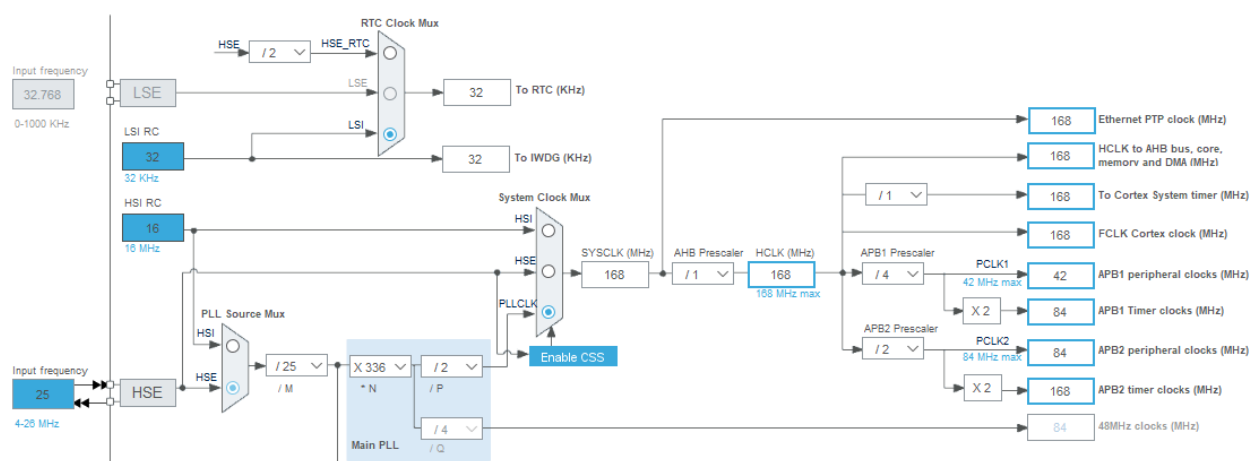 RTC Clock Mux
HSE
/ 2
HSE_RTC
Input frequency
32.768
0-1000 KHz
LSE
LSE
32
To RTC (KHz)
LSI RC
32
32 KHz
LSI
32
To IWDG (KHz)
HSI RC
16
16 MHz
System Clock Mux
HSI
HSE
PLLCLK
SYSCLK (MHz)
168
AHB Prescaler
/ 1
HCLK (MHz)
168
168 MHz max
168
Ethernet PTP clock (MHz)
168
HCLK to AHB bus, core,
memory and DMA (MHz)
/ 1
168
To Cortex System timer (MHz)
168
FCLK Cortex clock (MHz)
APB1 Prescaler
/ 4
PCLK1
42 MHz max
42
APB1 peripheral clocks (MHz)
X 2
84
APB1 Timer clocks (MHz)
APB2 Prescaler
/ 2
PCLK2
84 MHz max
84
APB2 peripheral clocks (MHz)
X 2
168
APB2 timer clocks (MHz)
PLL Source Mux
HSI
HSE
Enable CSS
Input frequency
25
4-26 MHz
HSE
/ 25
/ M
X 336
* N
/ 2
/ P
/ 4
/ Q
Main PLL
84
48MHz clocks (MHz)